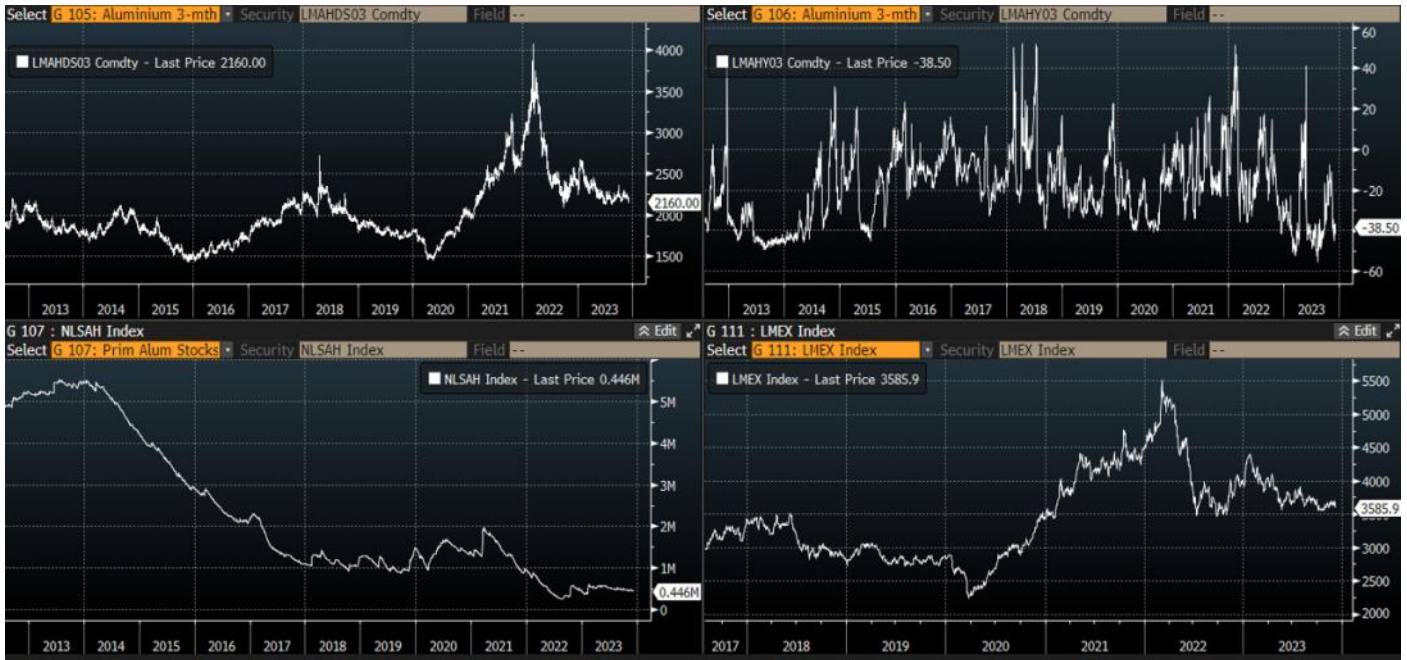 Select G 105: Aluminium 3-mth Security LMAHDS03 Comdty Field --
LMAHDS03 Comdty - Last Price 2160.00
4000
3500
3000
2500
2160.00
2000
1500
2013 2014 2015 2016 2017 2018 2019 2020 2021 2022 2023
Select G 106: Aluminium 3-mth Security LMAHY03 Comdty Field --
LMAHY03 Comdty - Last Price -38.50
60
40
20
0
-20
-38.50
-60
2013 2014 2015 2016 2017 2018 2019 2020 2021 2022 2023
G 107 : NLSAH Index Edit
Select G 107: Prim Alum Stocks Security NLSAH Index Field --
NLSAH Index - Last Price 0.446M
5M
4M
3M
2M
1M
0.446M
0
2013 2014 2015 2016 2017 2018 2019 2020 2021 2022 2023
G 111 : LMEX Index Edit
Select G 111: LMEX Index Security LMEX Index Field --
LMEX Index - Last Price 3585.9
5500
5000
4500
4000
3585.9
3000
2500
2000
2017 2018 2019 2020 2021 2022 2023